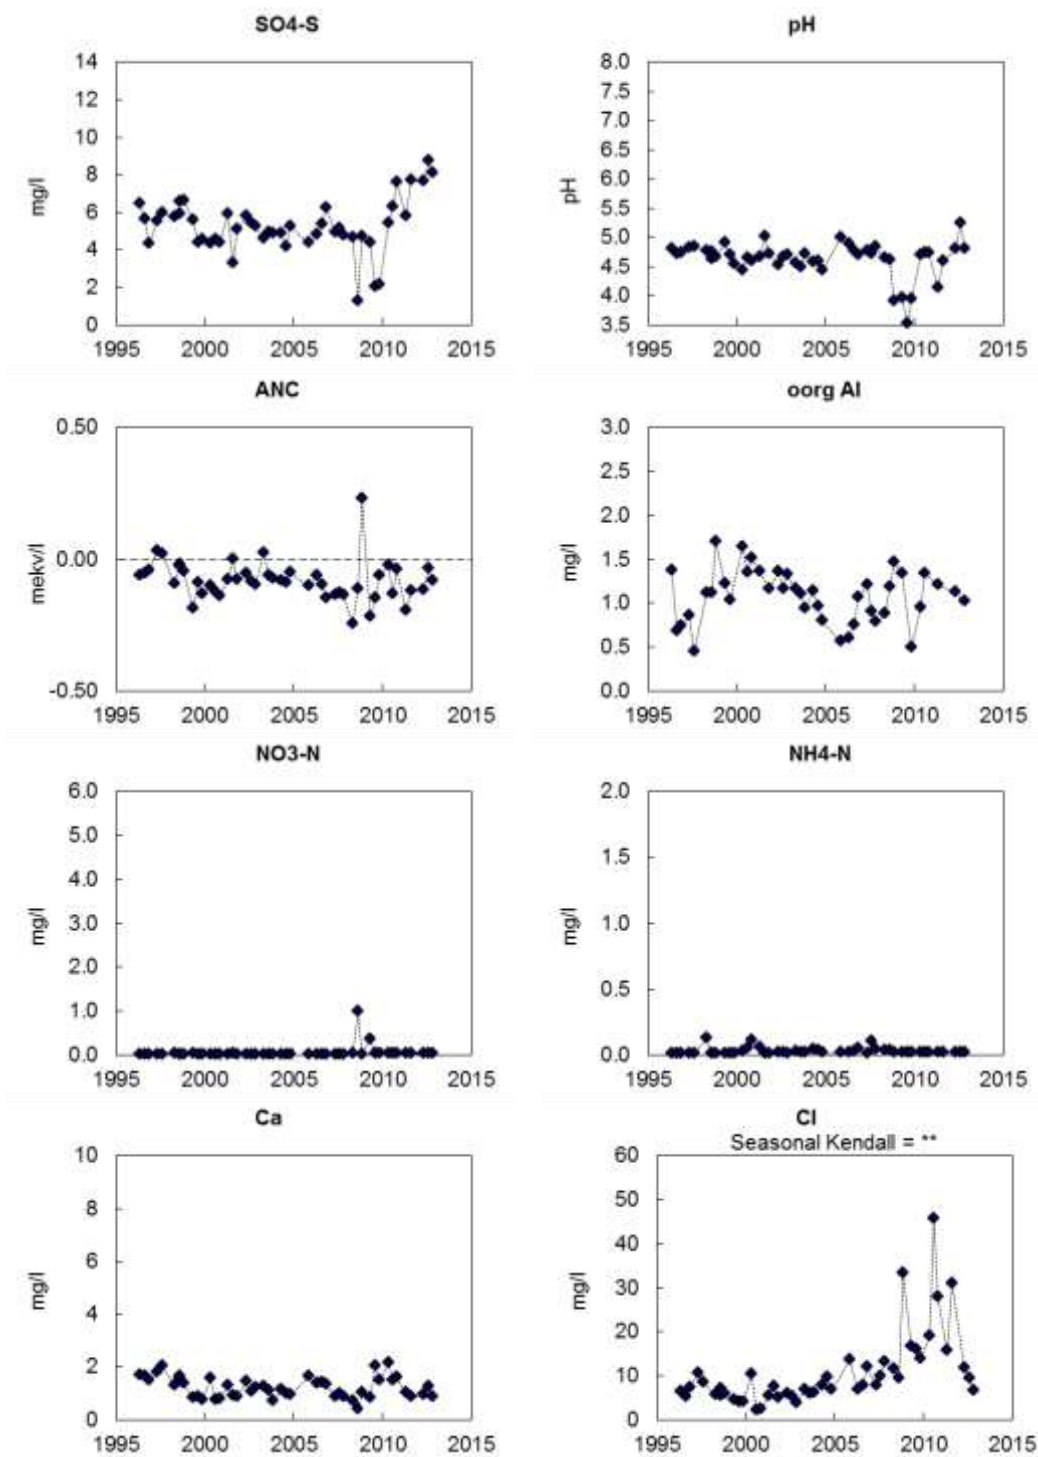 SO4-S
14
12
10
8
6
4
2
0
mg/l
1995 2000 2005 2010 2015
pH
8.0
7.5
7.0
6.5
6.0
5.5
5.0
4.5
4.0
3.5
pH
1995 2000 2005 2010 2015
ANC
0.50
0.00
-0.50
mekv/l
1995 2000 2005 2010 2015
oorg Al
3.0
2.5
2.0
1.5
1.0
0.5
0.0
mg/l
1995 2000 2005 2010 2015
NO3-N
6.0
5.0
4.0
3.0
2.0
1.0
0.0
mg/l
1995 2000 2005 2010 2015
NH4-N
2.0
1.5
1.0
0.5
0.0
mg/l
1995 2000 2005 2010 2015
Ca
10
8
6
4
2
0
mg/l
1995 2000 2005 2010 2015
Cl
Seasonal Kendall = **
60
50
40
30
20
10
0
mg/l
1995 2000 2005 2010 2015